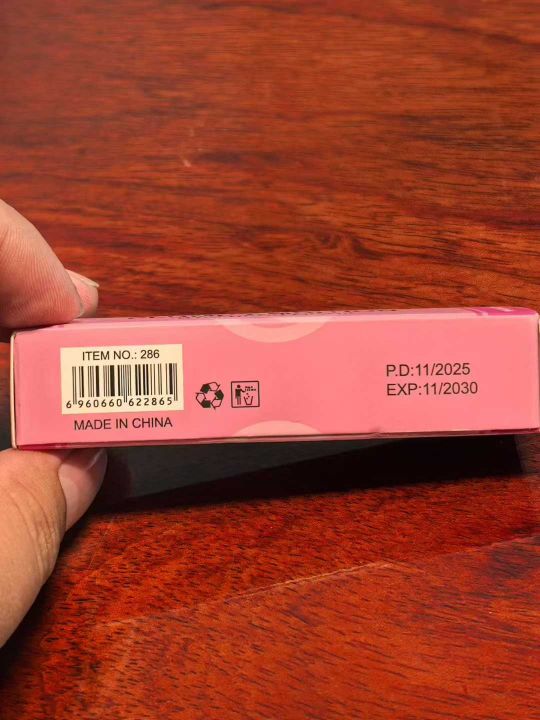 ITEM NO.: 286
6 960660 622865
MADE IN CHINA
P.D:11/2025
EXP:11/2030